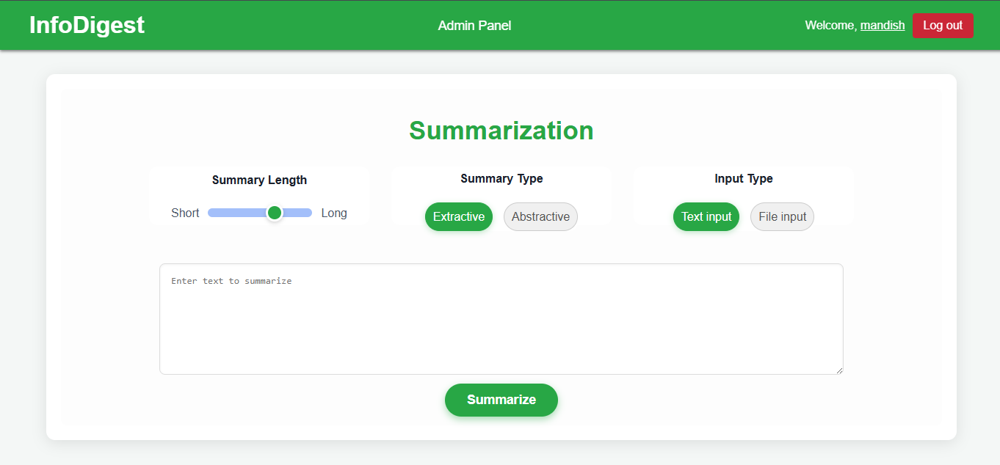 InfoDigest Admin Panel Welcome, mandish Log out
Summarization
Summary Length Summary Type Input Type
Short Long Extractive Abstractive Text input File input
Enter text to summarize
Summarize